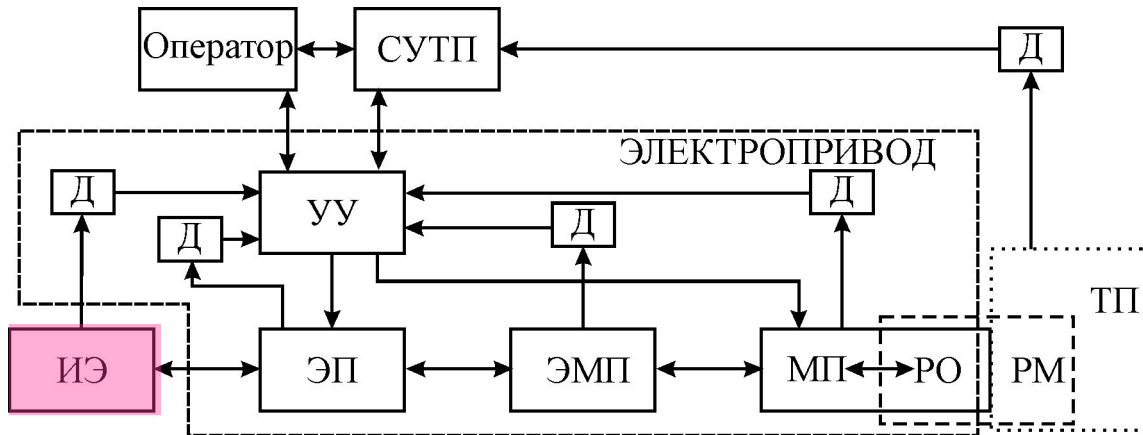 Оператор
СУТП
Д
ЭЛЕКТРОПРИВОД
Д
УУ
Д
Д
Д
ТП
ИЭ
ЭП
ЭМП
МП
РО
РМ